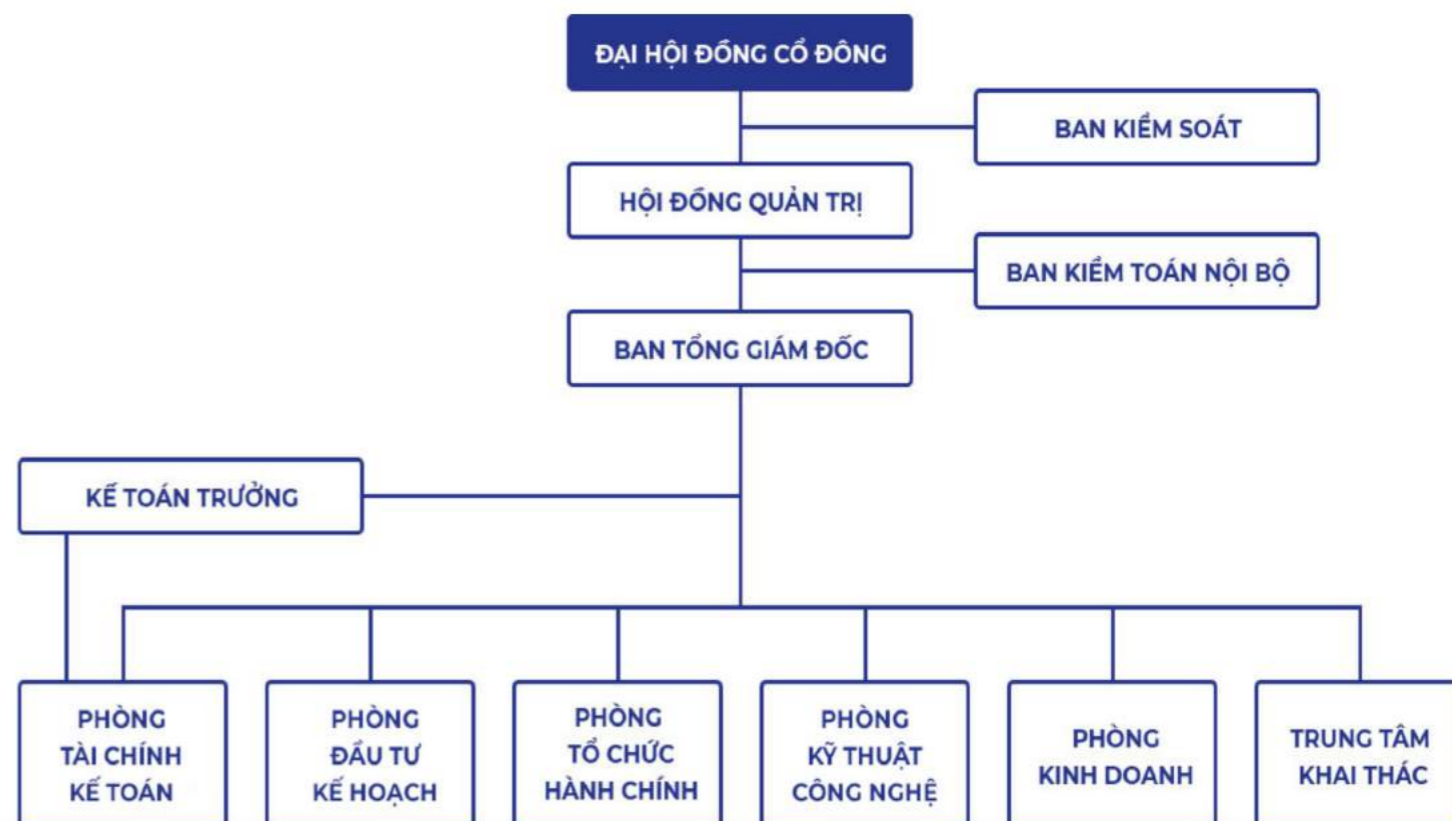 ĐẠI HỘI ĐỒNG CỔ ĐÔNG
BAN KIỂM SOÁT
HỘI ĐỒNG QUẢN TRỊ
BAN KIỂM TOÁN NỘI BỘ
BAN TỔNG GIÁM ĐỐC
KẾ TOÁN TRƯỞNG
PHÒNG
TÀI CHÍNH
KẾ TOÁN
PHÒNG
ĐẦU TƯ
KẾ HOẠCH
PHÒNG
TỔ CHỨC
HÀNH CHÍNH
PHÒNG
KỸ THUẬT
CÔNG NGHỆ
PHÒNG
KINH DOANH
TRUNG TÂM
KHAI THÁC